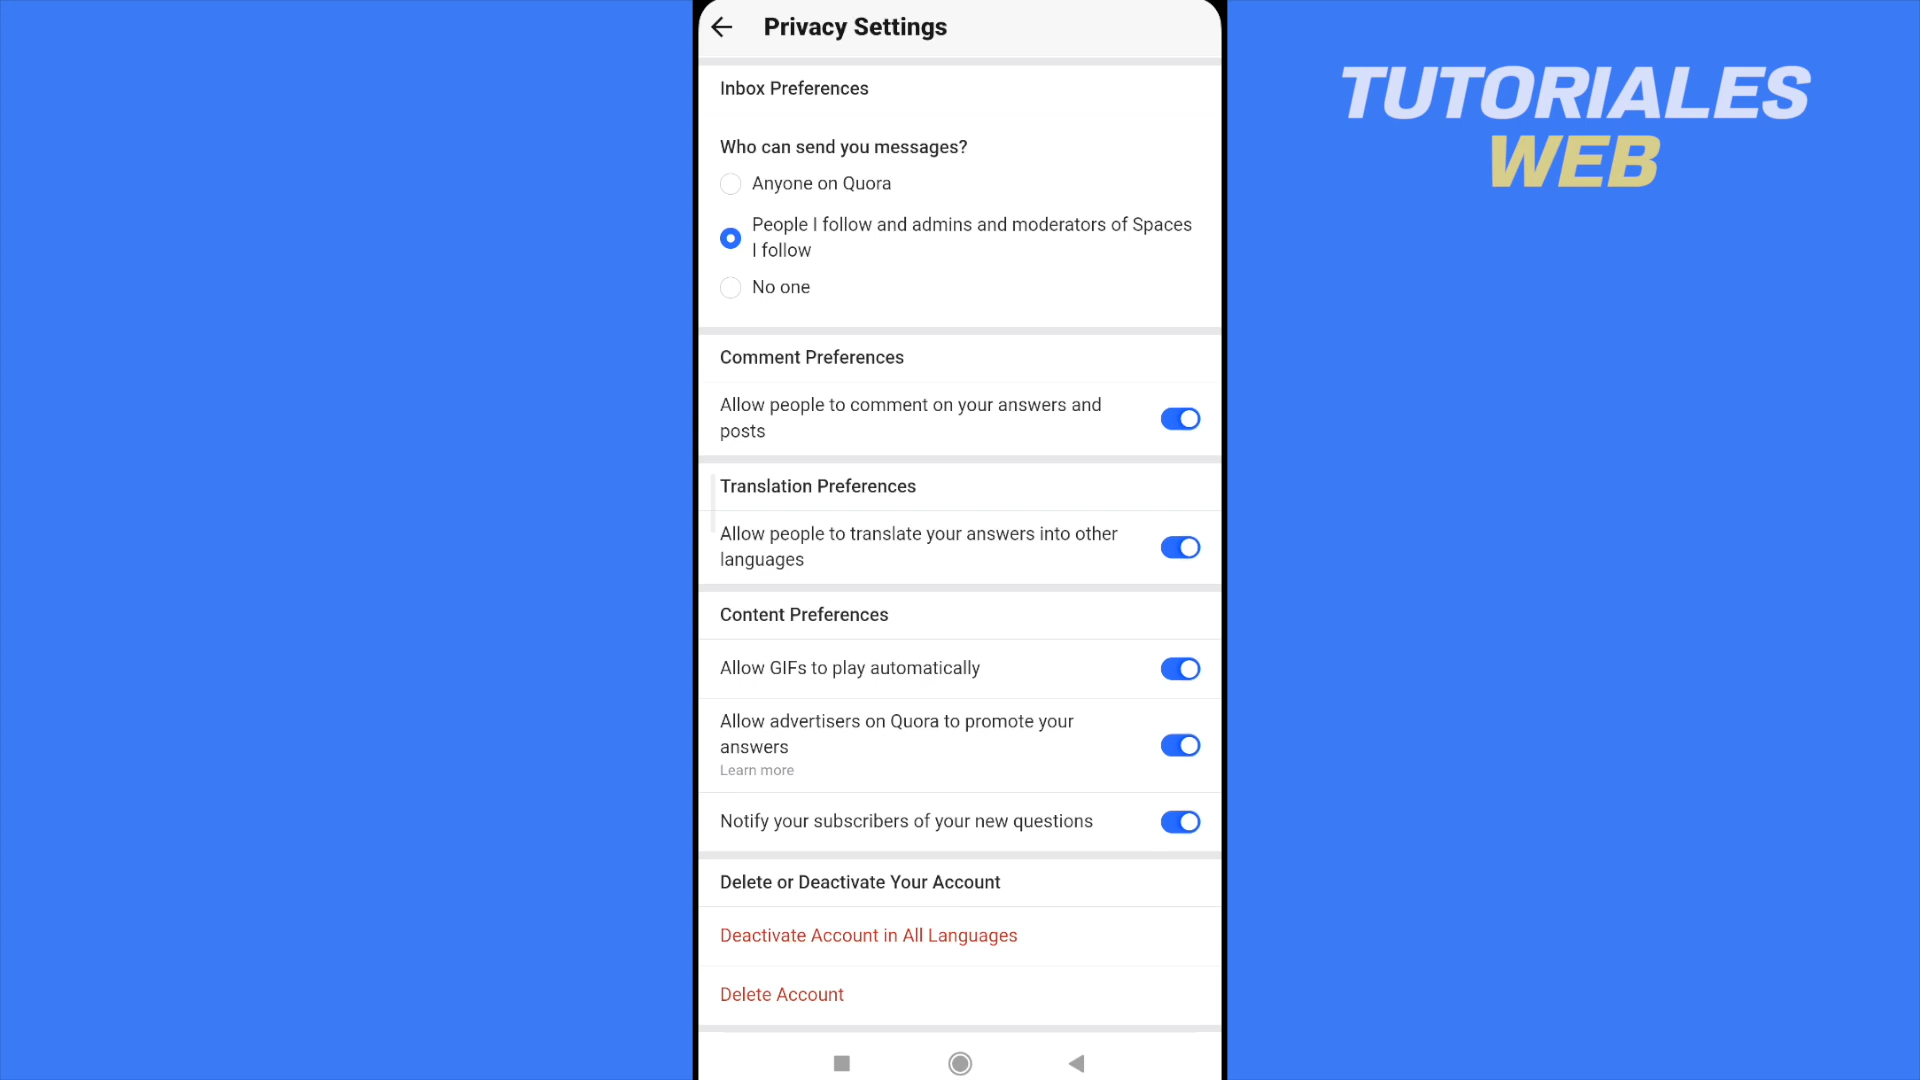 Privacy Settings
TUTORIALES
WEB
Inbox Preferences
Who can send you messages?
Anyone on Quora
People I follow and admins and moderators of Spaces
I follow
No one
Comment Preferences
Allow people to comment on your answers and
posts
Translation Preferences
Allow people to translate your answers into other
languages
Content Preferences
Allow GIFs to play automatically
Allow advertisers on Quora to promote your
answers
Learn more
Notify your subscribers of your new questions
Delete or Deactivate Your Account
Deactivate Account in All Languages
Delete Account